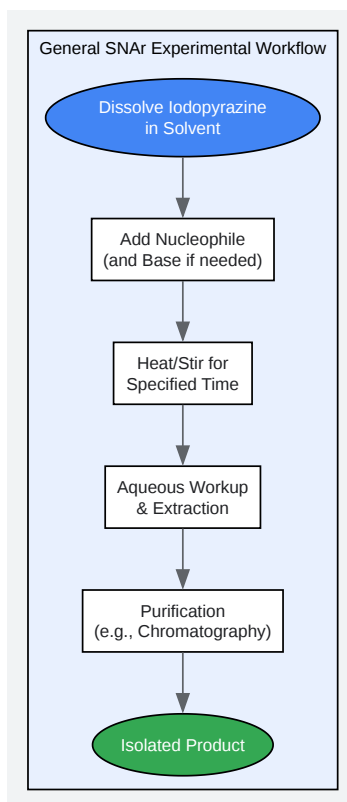 General SNAr Experimental Workflow
Dissolve Iodopyrazine
in Solvent
Add Nucleophile
(and Base if needed)
Heat/Stir for
Specified Time
Aqueous Workup
& Extraction
Purification
(e.g., Chromatography)
Isolated Product